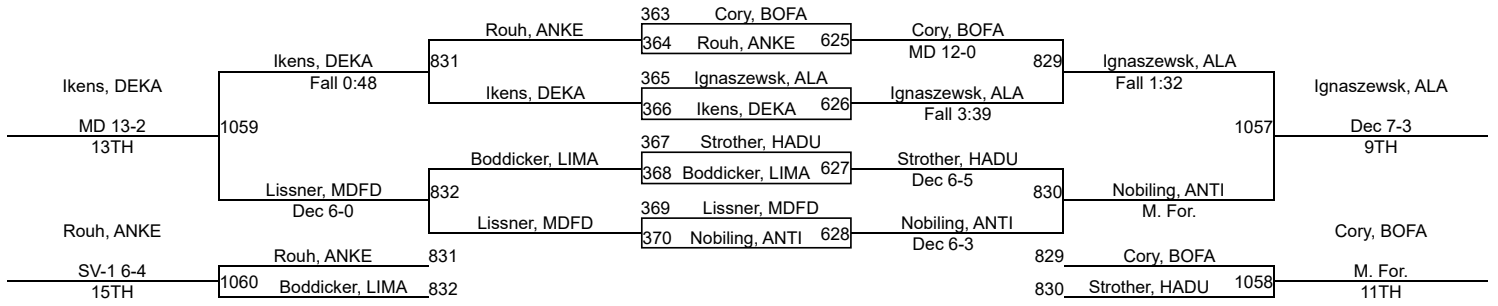 363 Cory, BOFA
Rouh, ANKE 364 Rouh, ANKE 625 Cory, BOFA
MD 12-0
Ikens, DEKA 831 829 Ignaszewsk, ALA
Fall 0:48 365 Ignaszewsk, ALA Fall 1:32
Ikens, DEKA Ignaszewsk, ALA
Ikens, DEKA 366 Ikens, DEKA 626 Ignaszewsk, ALA
Fall 3:39
MD 13-2 1059 1057 Dec 7-3
13TH 367 Strother, HADU 9TH
Boddicker, LIMA 368 Boddicker, LIMA 627 Strother, HADU
Dec 6-5
Lissner, MDFD 832 830 Nobiling, ANTI
Dec 6-0 369 Lissner, MDFD M. For.
Lissner, MDFD 370 Nobiling, ANTI 628 Nobiling, ANTI
Dec 6-3
Rouh, ANKE Cory, BOFA
Rouh, ANKE 831 829 Cory, BOFA
SV-1 6-4 1060 1058 M. For.
15TH Boddicker, LIMA 832 830 Strother, HADU 11TH